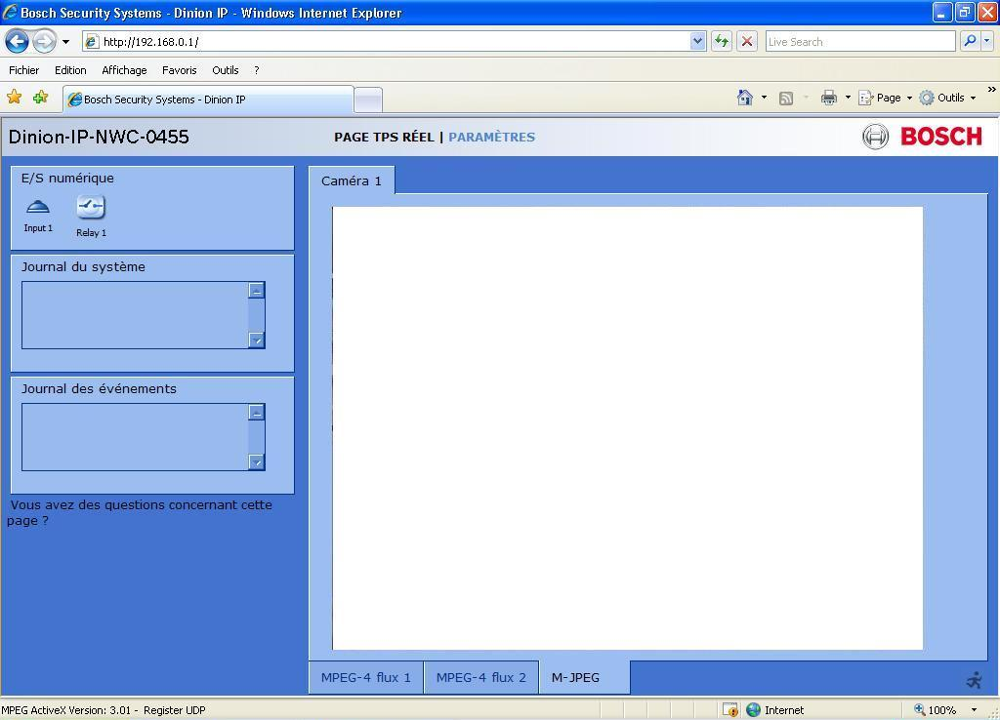 Bosch Security Systems - Dinion IP - Windows Internet Explorer
http://192.168.0.1/
Live Search
Fichier Edition Affichage Favoris Outils ?
Bosch Security Systems - Dinion IP
Page Outils »
Dinion-IP-NWC-0455
PAGE TPS RÉEL | PARAMÈTRES
BOSCH
E/S numérique
Input 1
Relay 1
Journal du système
Journal des événements
Vous avez des questions concernant cette
page ?
Caméra 1
MPEG-4 flux 1 MPEG-4 flux 2 M-JPEG
MPEG ActiveX Version: 3.01 - Register UDP
Internet
100%